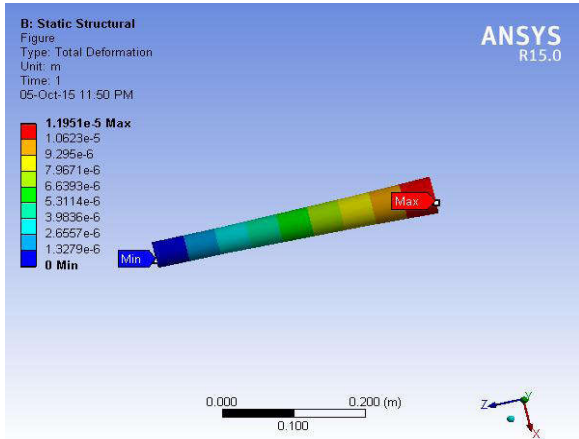 B: Static Structural
Figure
Type: Total Deformation
Unit: m
Time: 1
05-Oct-15 11:50 PM
ANSYS
R15.0
1.1951e-5 Max
1.0623e-5
9.295e-6
7.9671e-6
6.6393e-6
5.3114e-6
3.9836e-6
2.6557e-6
1.3279e-6
0 Min
Max
Min
0.000 0.200 (m)
0.100
Z Y
X